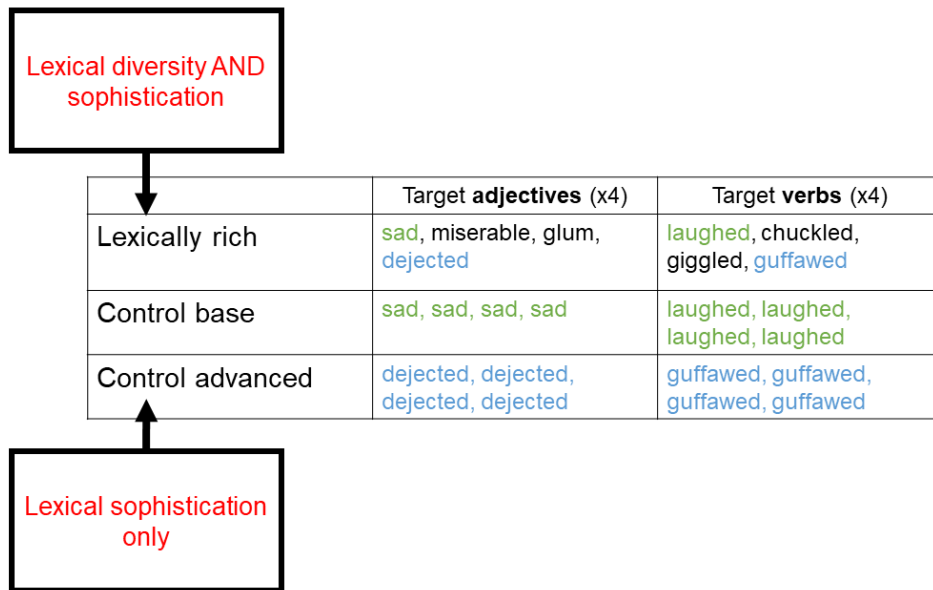 Lexical diversity AND
sophistication
Target adjectives (x4)
Target verbs (x4)
Lexically rich
sad, miserable, glum,
dejected
laughed, chuckled,
giggled, guffawed
Control base
sad, sad, sad, sad
laughed, laughed,
laughed, laughed
Control advanced
dejected, dejected,
dejected, dejected
guffawed, guffawed,
guffawed, guffawed
Lexical sophistication
only